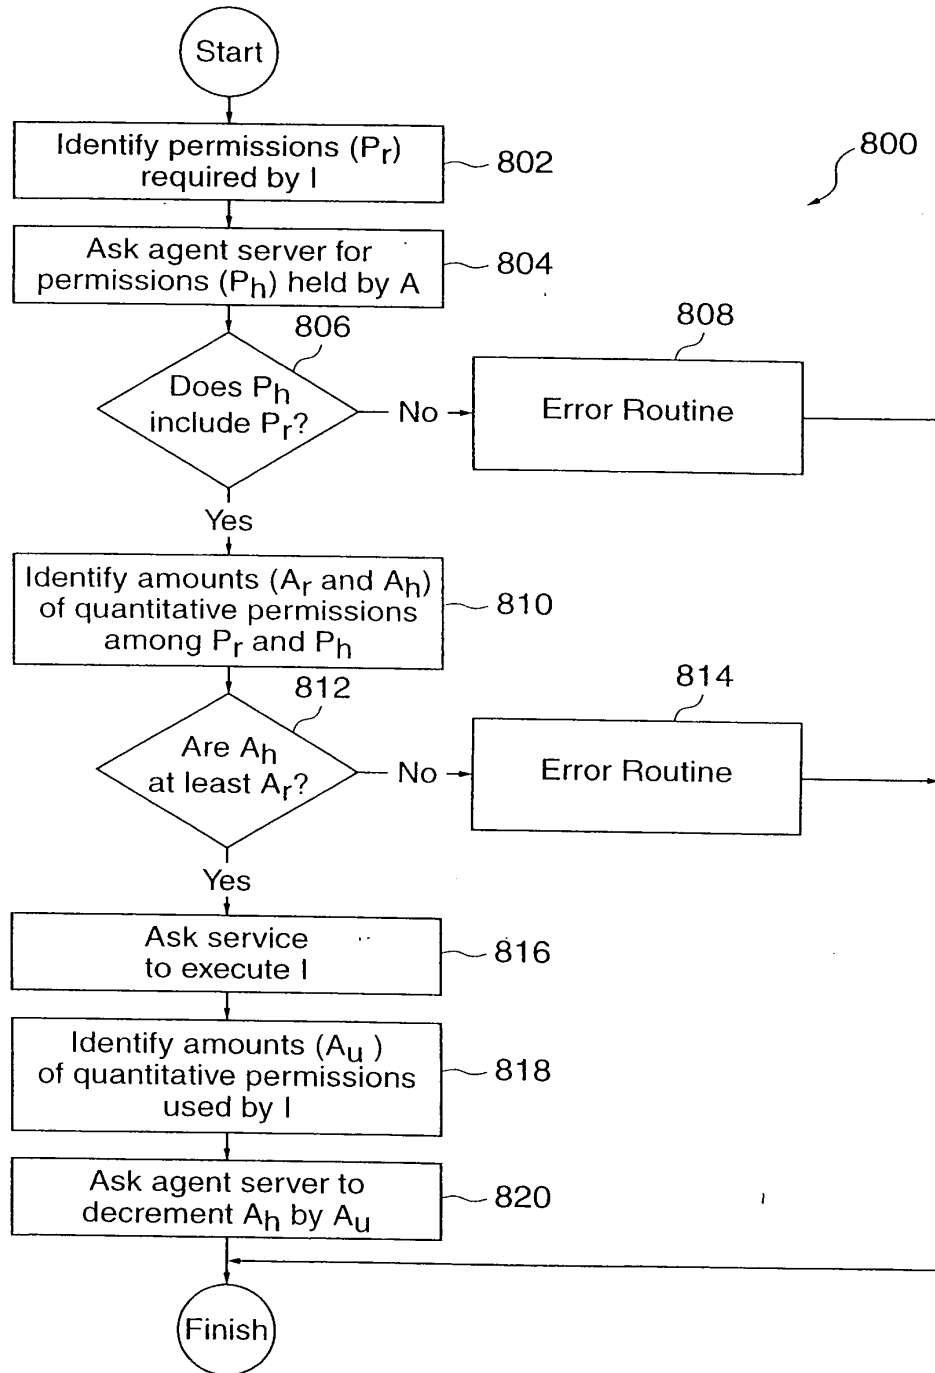 Start
Identify permissions (Pr)
required by I
802
800
Ask agent server for
permissions (Ph) held by A
804
806
808
Does Ph
include Pr?
No
Error Routine
Yes
Identify amounts (Ar and Ah)
of quantitative permissions
among Pr and Ph
810
812
814
Are Ah
at least Ar?
No
Error Routine
Yes
Ask service
to execute I
816
Identify amounts (Au )
of quantitative permissions
used by I
818
Ask agent server to
decrement Ah by Au
820
Finish